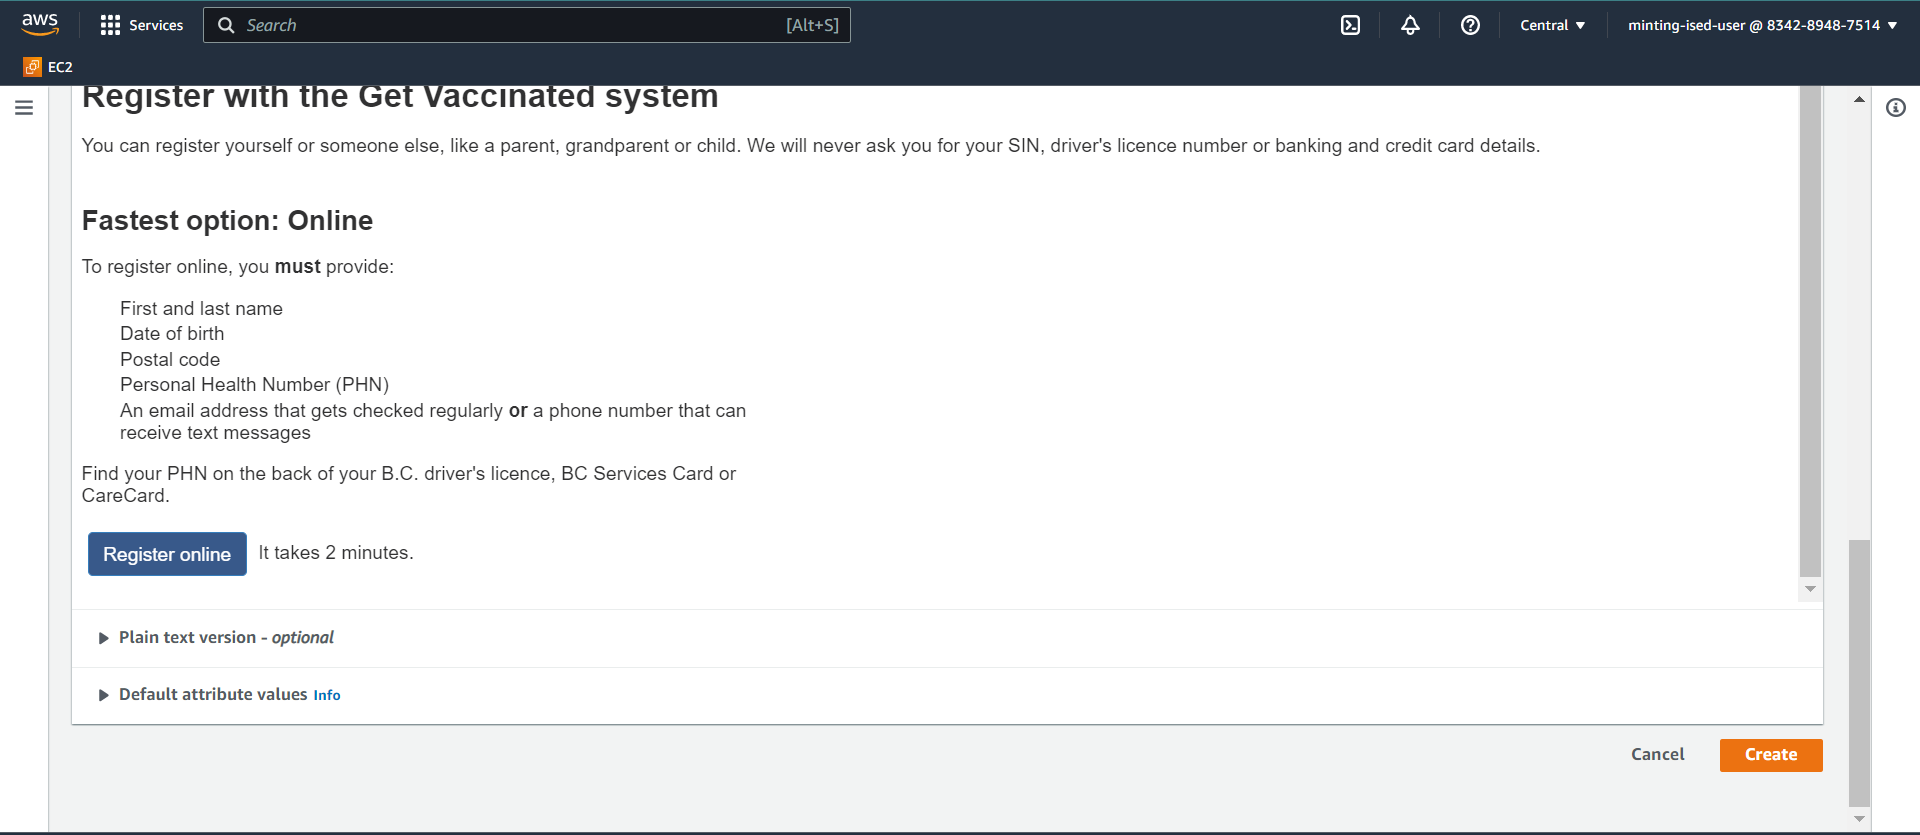 aws
Services
Search
[Alt+S]
Central
minting-ised-user @ 8342-8948-7514
EC2
Register with the Get Vaccinated system
You can register yourself or someone else, like a parent, grandparent or child. We will never ask you for your SIN, driver's licence number or banking and credit card details.
Fastest option: Online
To register online, you must provide:
First and last name
Date of birth
Postal code
Personal Health Number (PHN)
An email address that gets checked regularly or a phone number that can
receive text messages
Find your PHN on the back of your B.C. driver's licence, BC Services Card or
CareCard.
Register online
It takes 2 minutes.
Plain text version - optional
Default attribute values Info
Cancel
Create